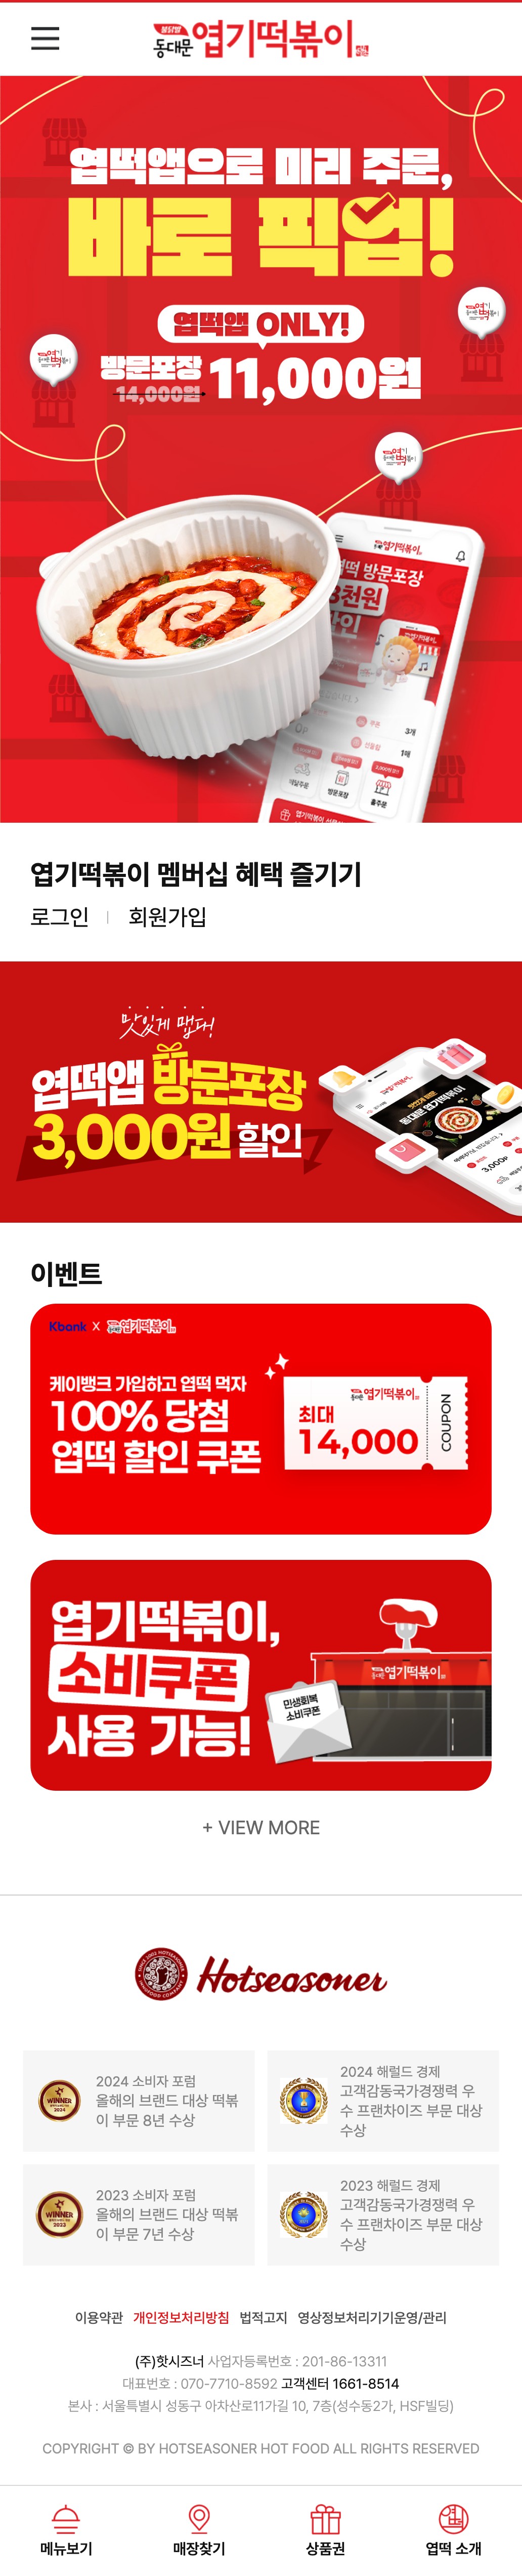 불닭발
동대문엽기떡볶이
엽떡앱으로 미리 주문,
바로 픽업!
엽떡앱 ONLY!
방문포장
14,000원
11,000원
엽기떡볶이 멤버십 혜택 즐기기
로그인 | 회원가입
맛있게 맵다!
엽떡앱 방문포장
3,000원 할인
이벤트
Kbank X 엽기떡볶이
케이뱅크 가입하고 엽떡 먹자
100% 당첨
엽떡 할인 쿠폰
동대문엽기떡볶이
최대
14,000
COUPON
엽기떡볶이,
소비쿠폰
사용 가능!
민생회복
소비쿠폰
동대문엽기떡볶이
+ VIEW MORE
Hotseasoner
WINNER
2024
2024 소비자 포럼
올해의 브랜드 대상 떡볶
이 부문 8년 수상
2024 해럴드 경제
고객감동국가경쟁력 우
수 프랜차이즈 부문 대상
수상
WINNER
2023
2023 소비자 포럼
올해의 브랜드 대상 떡볶
이 부문 7년 수상
2023 해럴드 경제
고객감동국가경쟁력 우
수 프랜차이즈 부문 대상
수상
이용약관 개인정보처리방침 법적고지 영상정보처리기기운영/관리
(주)핫시즈너 사업자등록번호 : 201-86-13311
대표번호 : 070-7710-8592 고객센터 1661-8514
본사 : 서울특별시 성동구 아차산로11가길 10, 7층(성수동2가, HSF빌딩)
COPYRIGHT © BY HOTSEASONER HOT FOOD ALL RIGHTS RESERVED
메뉴보기 매장찾기 상품권 엽떡 소개